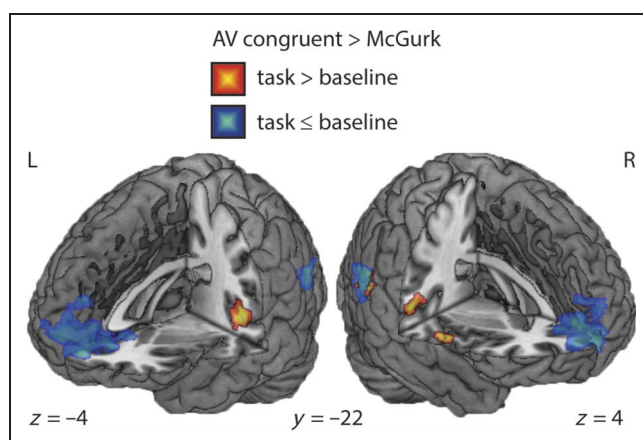 AV congruent > McGurk
task > baseline
task ≤ baseline
L
R
z = –4
y = –22
z = 4